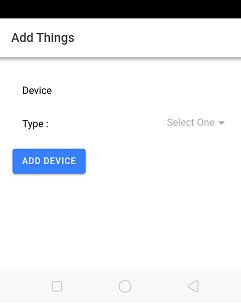 Add Things
Device
Type : Select One
ADD DEVICE